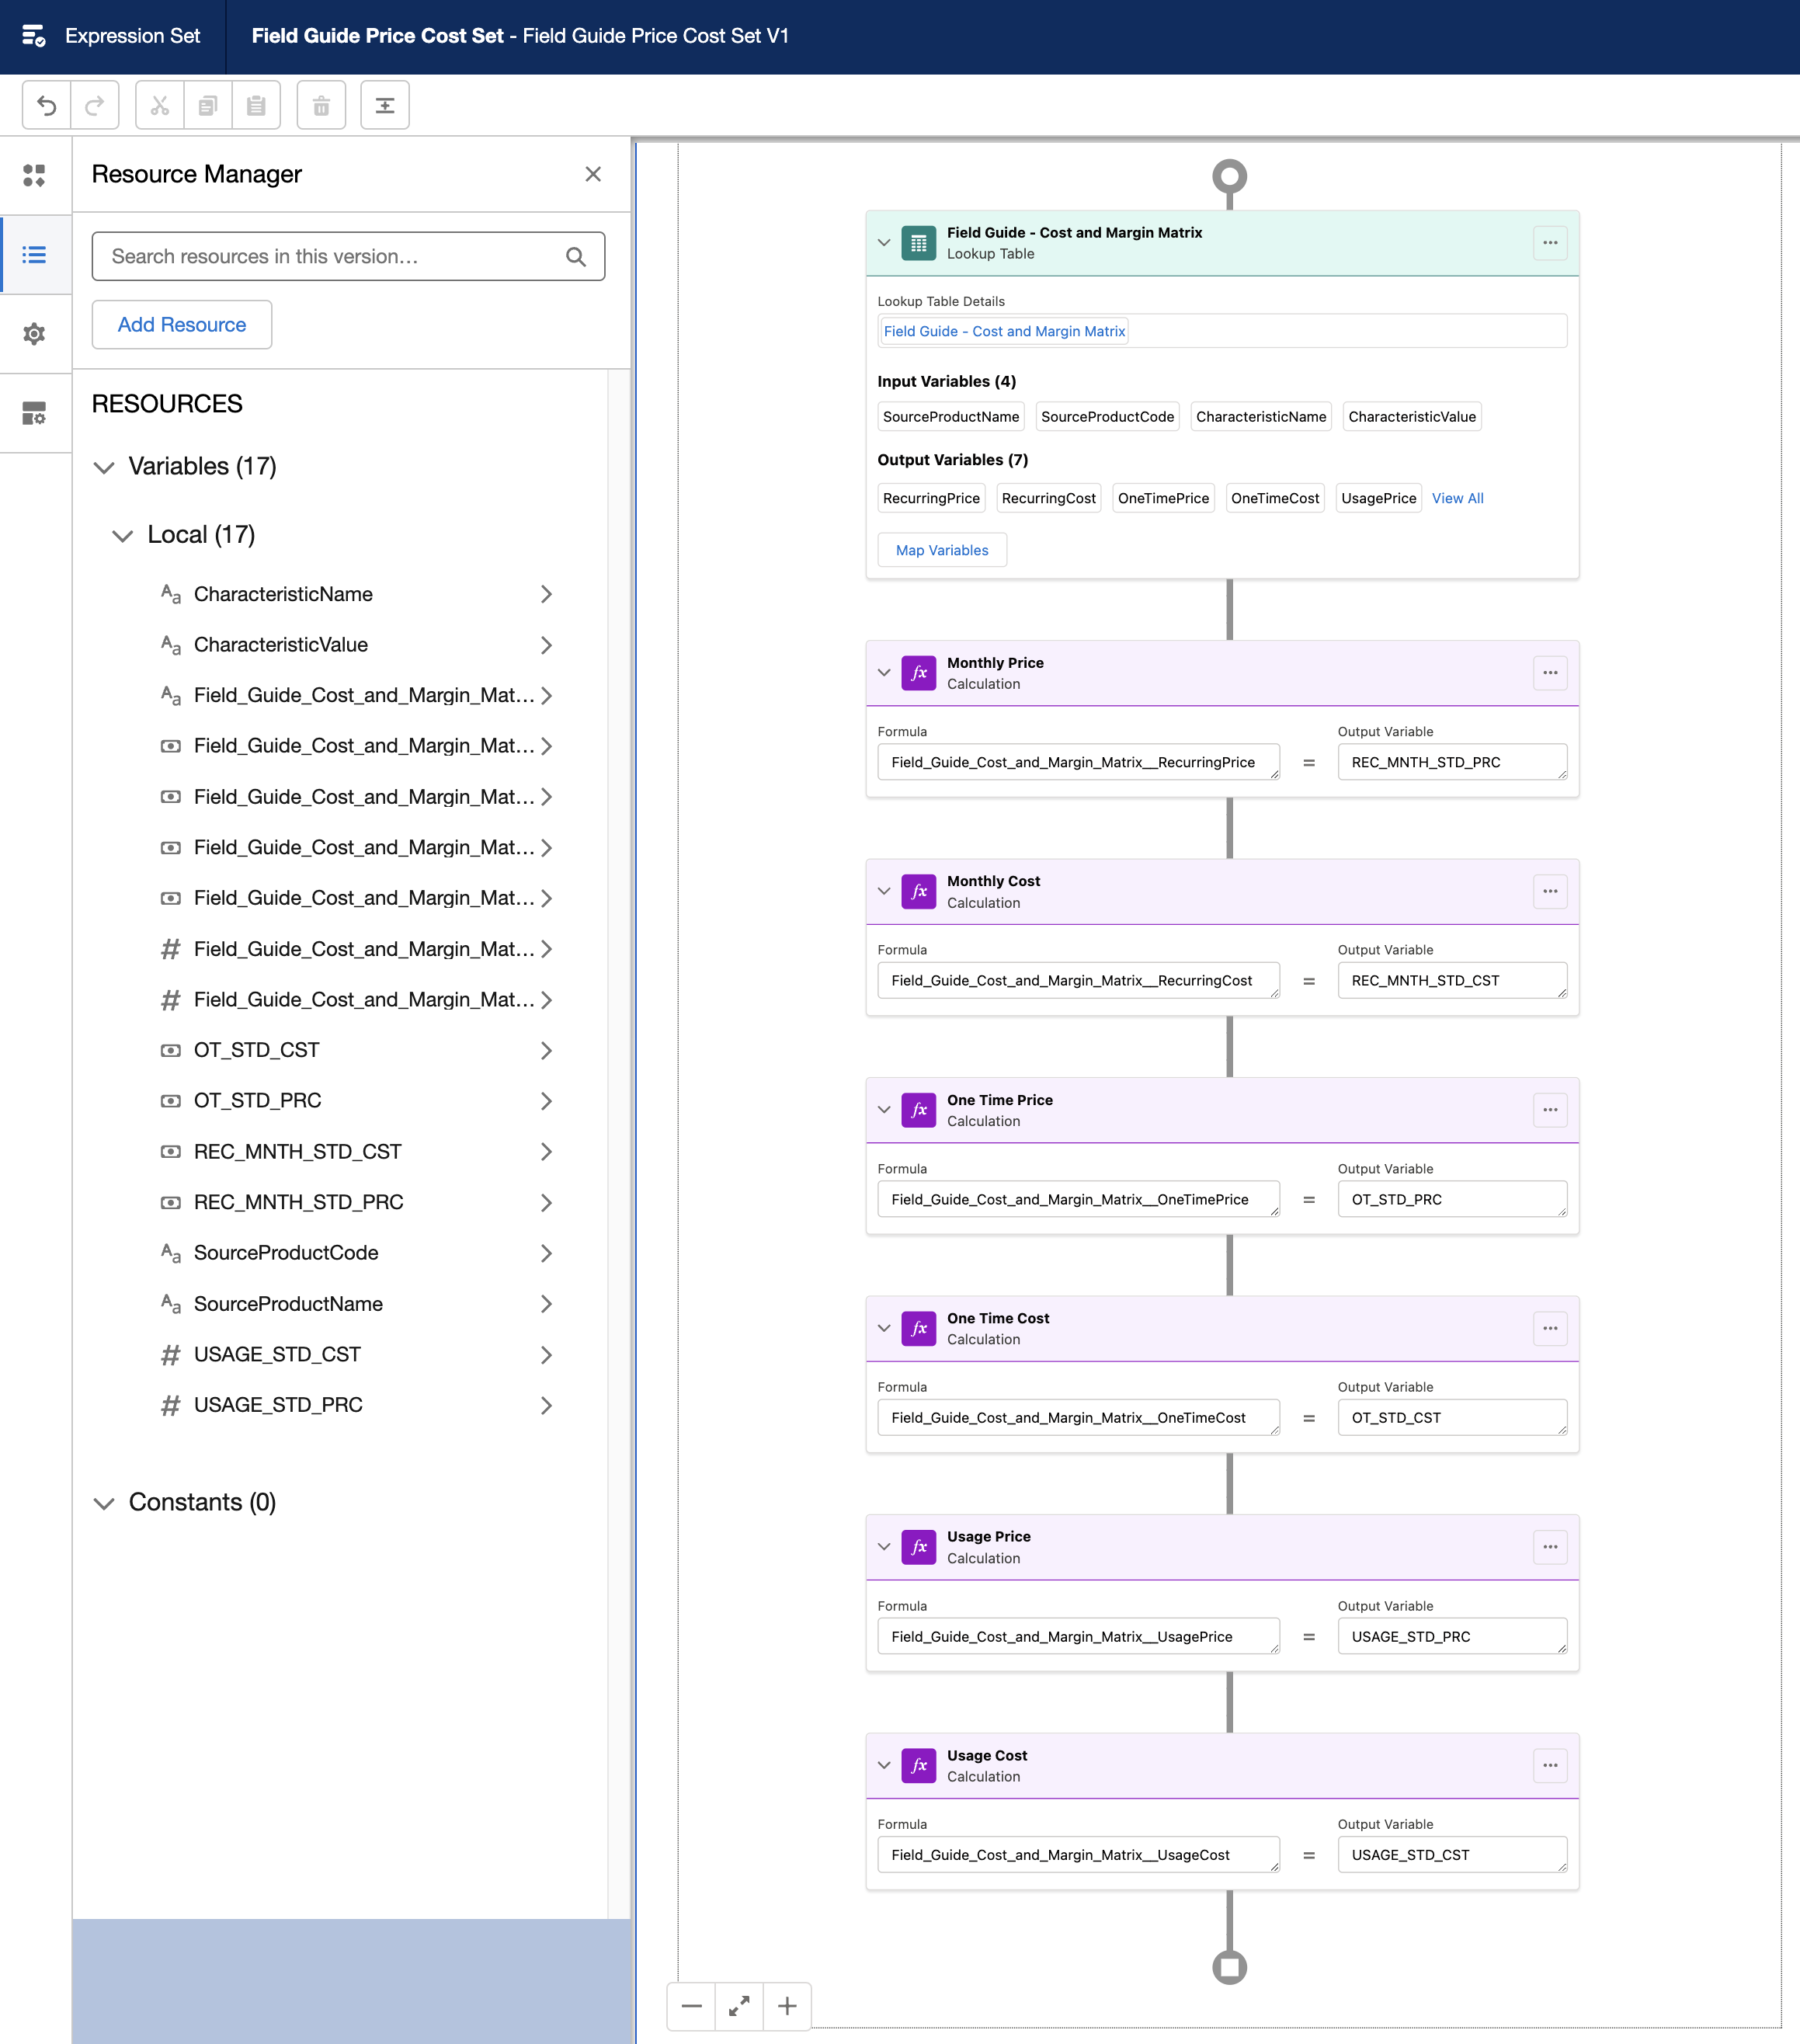 Expression Set
Field Guide Price Cost Set - Field Guide Price Cost Set V1
Resource Manager
Search resources in this version...
Add Resource
RESOURCES
Variables (17)
Local (17)
CharacteristicName
CharacteristicValue
Field_Guide_Cost_and_Margin_Mat...
Field_Guide_Cost_and_Margin_Mat...
Field_Guide_Cost_and_Margin_Mat...
Field_Guide_Cost_and_Margin_Mat...
Field_Guide_Cost_and_Margin_Mat...
Field_Guide_Cost_and_Margin_Mat...
Field_Guide_Cost_and_Margin_Mat...
OT_STD_CST
OT_STD_PRC
REC_MNTH_STD_CST
REC_MNTH_STD_PRC
SourceProductCode
SourceProductName
USAGE_STD_CST
USAGE_STD_PRC
Constants (0)
Field Guide - Cost and Margin Matrix
Lookup Table
Lookup Table Details
Field Guide - Cost and Margin Matrix
Input Variables (4)
SourceProductName SourceProductCode CharacteristicName CharacteristicValue
Output Variables (7)
RecurringPrice RecurringCost OneTimePrice OneTimeCost UsagePrice View All
Map Variables
Monthly Price
Calculation
Formula Output Variable
Field_Guide_Cost_and_Margin_Matrix__RecurringPrice = REC_MNTH_STD_PRC
Monthly Cost
Calculation
Formula Output Variable
Field_Guide_Cost_and_Margin_Matrix__RecurringCost = REC_MNTH_STD_CST
One Time Price
Calculation
Formula Output Variable
Field_Guide_Cost_and_Margin_Matrix__OneTimePrice = OT_STD_PRC
One Time Cost
Calculation
Formula Output Variable
Field_Guide_Cost_and_Margin_Matrix__OneTimeCost = OT_STD_CST
Usage Price
Calculation
Formula Output Variable
Field_Guide_Cost_and_Margin_Matrix__UsagePrice = USAGE_STD_PRC
Usage Cost
Calculation
Formula Output Variable
Field_Guide_Cost_and_Margin_Matrix__UsageCost = USAGE_STD_CST